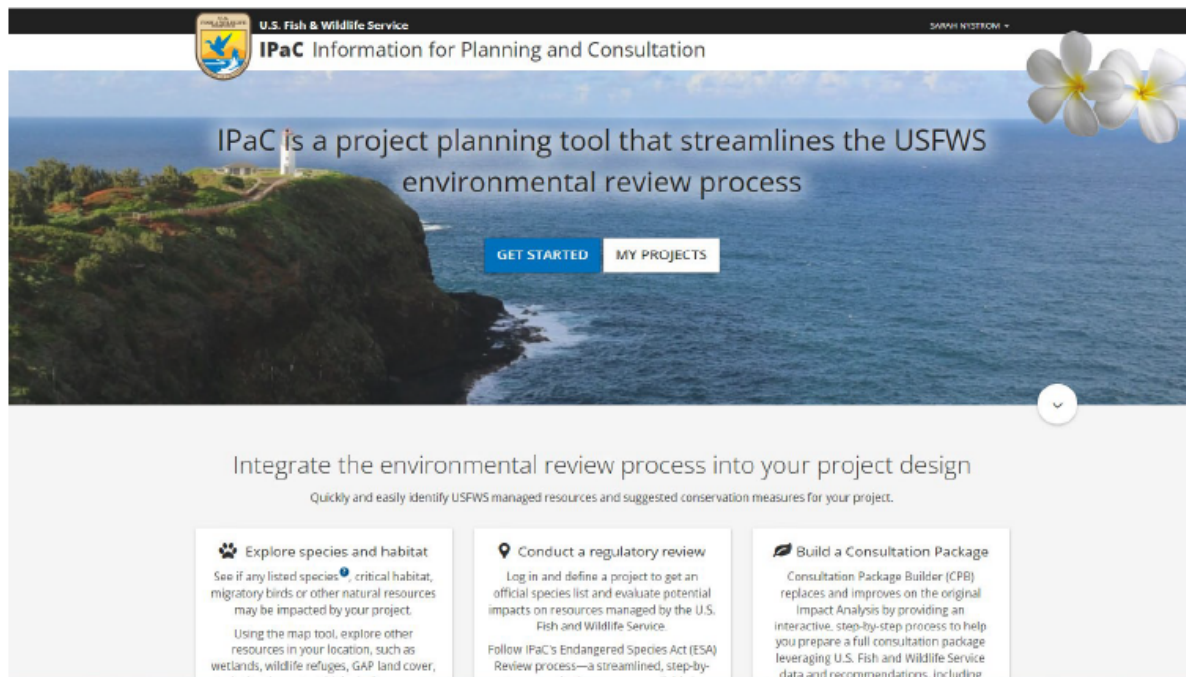 U.S. Fish & Wildlife Service
SARAH NYSTROM
IPaC Information for Planning and Consultation
IPaC is a project planning tool that streamlines the USFWS
environmental review process
GET STARTED
MY PROJECTS
Integrate the environmental review process into your project design
Quickly and easily identify USFWS managed resources and suggested conservation measures for your project.
Explore species and habitat
See if any listed species?, critical habitat,
migratory birds or other natural resources
may be impacted by your project.
Using the map tool, explore other
resources in your location, such as
wetlands, wildlife refuges, GAP land cover,
Conduct a regulatory review
Log in and define a project to get an
official species list and evaluate potential
impacts on resources managed by the U.S.
Fish and Wildlife Service.
Follow IPaC's Endangered Species Act (ESA)
Review process—a streamlined, step-by-
Build a Consultation Package
Consultation Package Builder (CPB)
replaces and improves on the original
Impact Analysis by providing an
interactive, step-by-step process to help
you prepare a full consultation package
leveraging U.S. Fish and Wildlife Service
data and recommendations, including